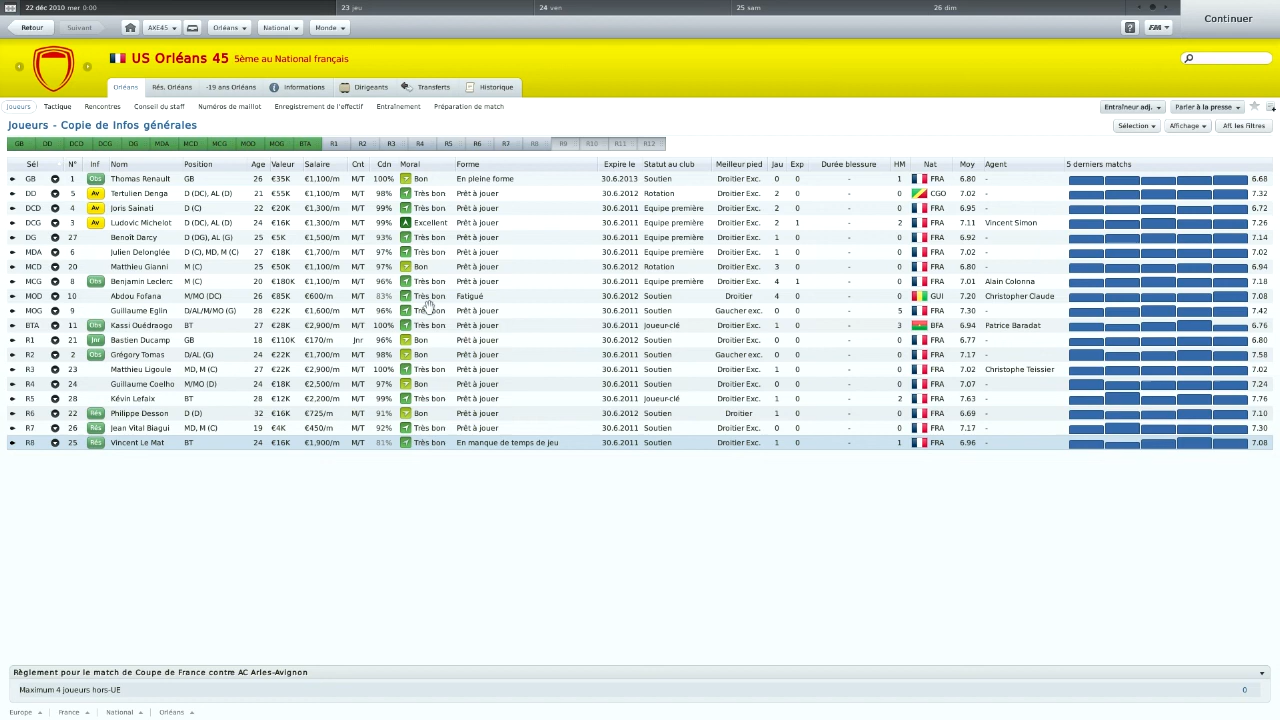 22 déc 2010 mer 0:00 23 jeu 24 ven 25 sam 26 dim
Retour Suivant AXE45 Orléans National Monde ? FM Continuer
US Orléans 45 5ème au National français
Orléans Rés. Orléans -19 ans Orléans Informations Dirigeants Transferts Historique
Joueurs Tactique Rencontres Conseil du staff Numéros de maillot Enregistrement de l'effectif Entraînement Préparation de match Entraîneur adj. Parler à la presse
Joueurs - Copie de Infos générales Sélection Affichage Afl. les Filtres
GB DD DCD DCG DG MDA MCD MCG MOD MOG BTA R1 R2 R3 R4 R5 R6 R7 R8 R9 R10 R11 R12
Sél N° Inf Nom Position Age Valeur Salaire Cnt Cdn Moral Forme Expire le Statut au club Meilleur pied Jau Exp Durée blessure HM Nat Moy Agent 5 derniers matchs
GB 1 Obs Thomas Renault GB 26 €35K €1,100/m M/T 100% Bon En pleine forme 30.6.2013 Soutien Droitier Exc. 0 0 - 1 FRA 6.80 - 6.68
DD 5 Av Tertulien Denga D (DC), AL (D) 21 €55K €1,100/m M/T 98% Très bon Prêt à jouer 30.6.2012 Rotation Droitier Exc. 2 0 - CGO 7.02 - 7.32
DCD 4 Av Joris Sainati D (C) 22 €20K €1,100/m M/T 99% Très bon Prêt à jouer 30.6.2012 Equipe première Droitier Exc. 2 0 - FRA 6.95 - 6.72
DCG 3 Av Ludovic Michelot D (DC), AL (D) 24 €16K €1,300/m M/T 99% Excellent Prêt à jouer 30.6.2011 Equipe première Droitier Exc. 2 1 - 2 FRA 7.11 Vincent Simon 7.26
DG 27 Benoît Darcy D (DG), AL (G) 25 €5K €1,500/m M/T 93% Très bon Prêt à jouer 30.6.2011 Equipe première Droitier Exc. 1 0 - FRA 6.92 - 7.14
MDA 6 Julien Delonglée D (CD), MD, M (C) 27 €18K €1,700/m M/T 97% Très bon Prêt à jouer 30.6.2011 Equipe première Droitier Exc. 1 0 - FRA 7.02 - 7.32
MCD 20 Matthieu Gianni M (C) 25 €50K €1,100/m M/T 97% Bon Prêt à jouer 30.6.2012 Rotation Droitier Exc. 3 0 - FRA 6.80 - 6.94
MCG 8 Obs Benjamin Leclerc M (C) 20 €180K €1,100/m M/T 96% Très bon Prêt à jouer 30.6.2011 Equipe première Droitier Exc. 4 1 - FRA 7.01 Alain Colonna 7.18
MOD 10 Abdou Fofana M/MO (DC) 26 €85K €600/m M/T 83% Très bon Fatigué 30.6.2012 Soutien Droitier 4 0 - GUI 7.20 Christopher Claude 7.08
MOG 9 Guillaume Eglin D/AL/M/MO (G) 28 €22K €1,600/m M/T 96% Très bon Prêt à jouer 30.6.2011 Soutien Gaucher exc. 0 0 - 5 FRA 7.30 - 7.42
BTA 11 Obs Kassi Ouédraogo BT 27 €28K €2,900/m M/T 100% Très bon Prêt à jouer 30.6.2011 Joueur-clé Droitier Exc. 1 0 - 3 BFA 6.94 Patrice Baradat 6.76
R1 21 Jnr Bastien Ducamp GB 18 €110K €170/m Jnr 96% Bon Prêt à jouer 30.6.2011 Soutien Droitier Exc. 0 0 - FRA 6.77 - 6.80
R2 2 Obs Grégory Tomas D/AL (G) 24 €22K €1,700/m M/T 98% Bon Prêt à jouer 30.6.2011 Soutien Gaucher exc. 0 0 - FRA 7.17 - 7.58
R3 23 Matthieu Ligoule MD, M (C) 27 €22K €2,900/m M/T 100% Très bon Prêt à jouer 30.6.2011 Soutien Droitier Exc. 1 0 - FRA 7.02 Christophe Teissier 7.02
R4 24 Guillaume Coelho M/MO (D) 24 €18K €2,500/m M/T 97% Bon Prêt à jouer 30.6.2011 Soutien Droitier Exc. 0 0 - FRA 7.07 - 7.24
R5 28 Kévin Lefaix BT 28 €12K €2,200/m M/T 99% Très bon Prêt à jouer 30.6.2011 Joueur-clé Droitier Exc. 1 0 - 2 FRA 7.63 - 7.76
R6 22 Rés Philippe Desson D (D) 32 €16K €725/m M/T 91% Bon Prêt à jouer 30.6.2012 Soutien Droitier 1 0 - FRA 6.69 - 7.10
R7 26 Rés Jean Vital Biagui MD, M (C) 19 €4K €450/m M/T 92% Très bon Prêt à jouer 30.6.2011 Soutien Droitier Exc. 0 0 - FRA 7.17 - 7.30
R8 25 Rés Vincent Le Mat BT 24 €16K €1,900/m M/T 81% Très bon En manque de temps de jeu 30.6.2011 Soutien Droitier Exc. 1 0 - 1 FRA 6.96 - 7.08
Règlement pour le match de Coupe de France contre AC Arles-Avignon
Maximum 4 joueurs hors-UE 0
Europe France National Orléans